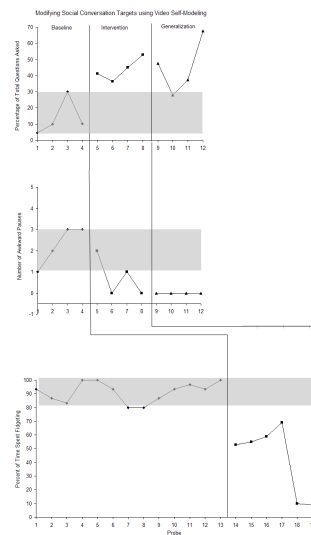 Modifying Social Conversation Targets using Video Self-Modeling
Baseline Intervention Generalization
Percentage of Total Questions Asked
70
60
50
40
30
20
10
0
1 2 3 4 5 6 7 8 9 10 11 12
Number of Awkward Pauses
5
4
3
2
1
0
-1
1 2 3 4 5 6 7 8 9 10 11 12
Percent of Time Spent Fidgeting
100
90
80
70
60
50
40
30
20
10
0
1 2 3 4 5 6 7 8 9 10 11 12 13 14 15 16 17 18
Probe